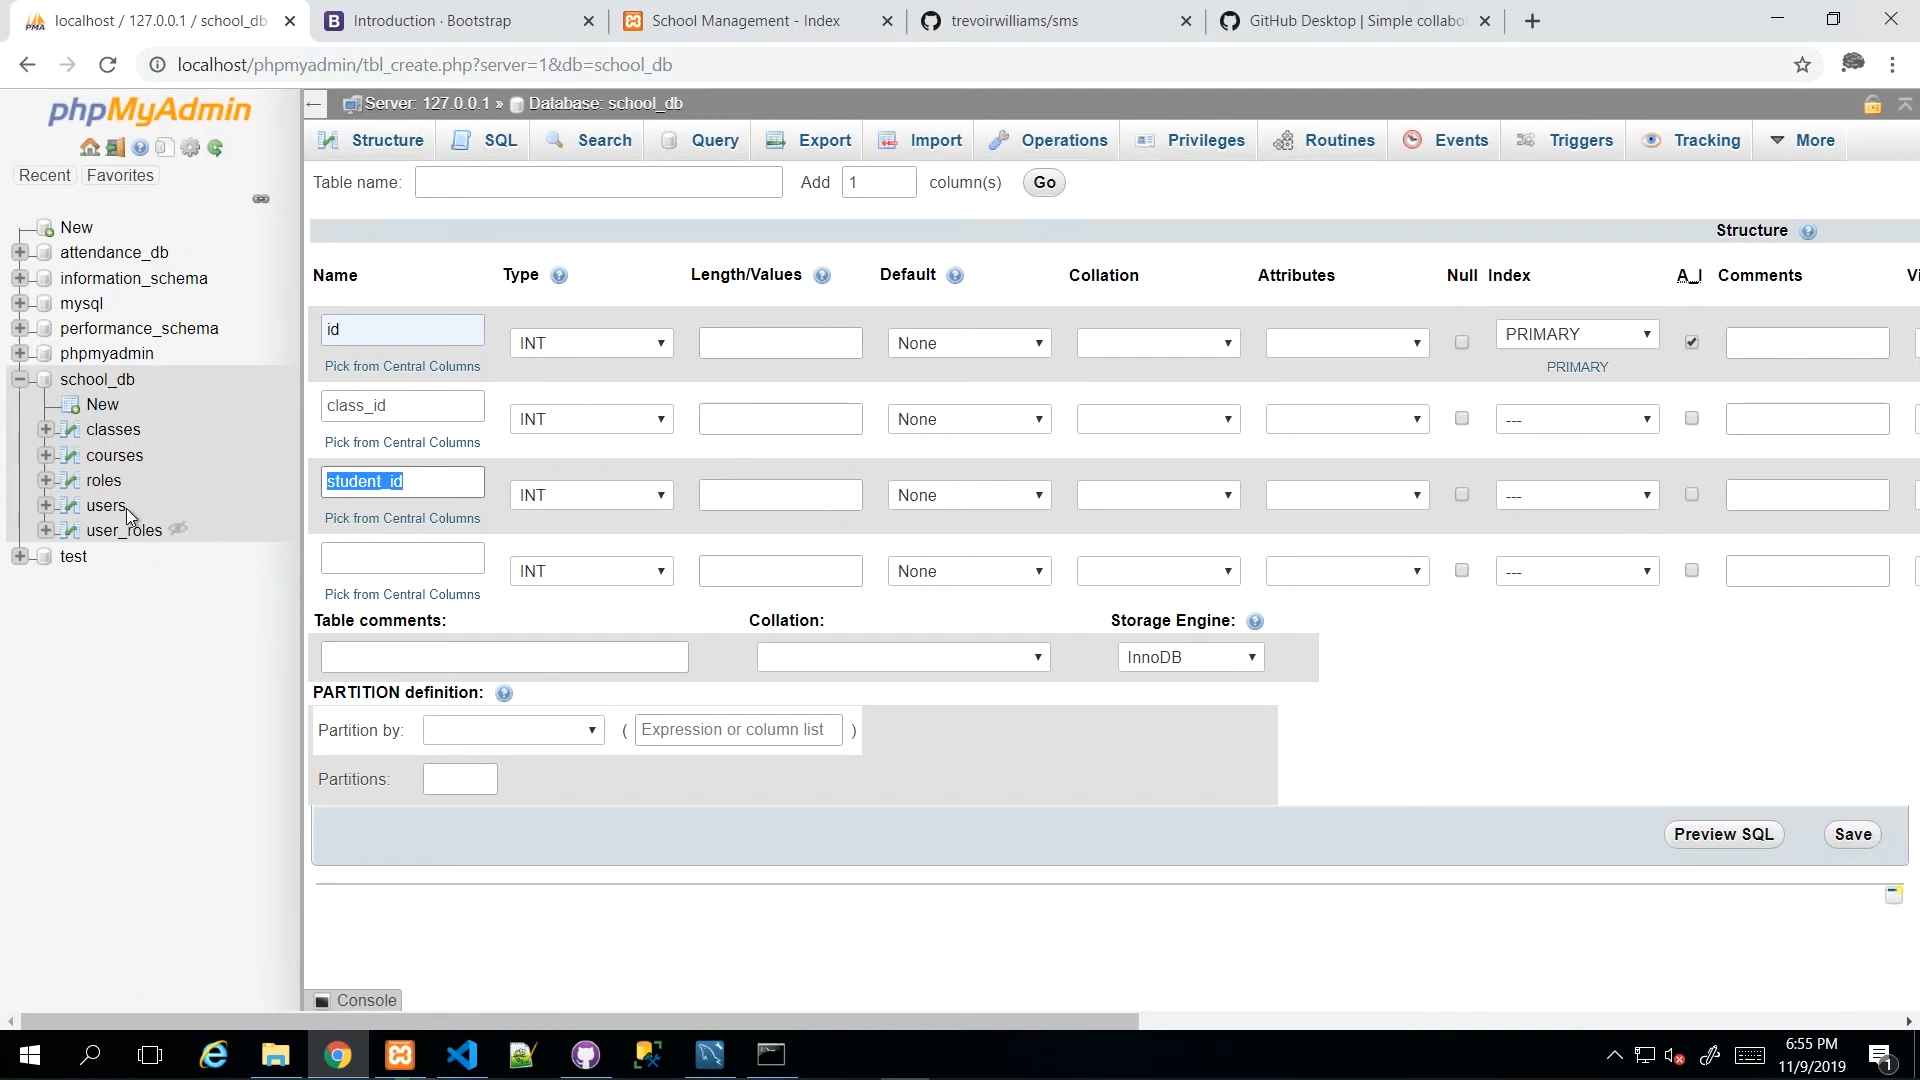 localhost / 127.0.0.1 / school_db
Introduction · Bootstrap
School Management - Index
trevoirwilliams/sms
GitHub Desktop | Simple collabo
localhost/phpmyadmin/tbl_create.php?server=1&db=school_db
phpMyAdmin
Server: 127.0.0.1 » Database: school_db
Structure SQL Search Query Export Import Operations Privileges Routines Events Triggers Tracking More
Recent Favorites
Table name: Add 1 column(s) Go
New
attendance_db
information_schema
mysql
performance_schema
phpmyadmin
school_db
New
classes
courses
roles
users
user_roles
test
Structure
Name Type Length/Values Default Collation Attributes Null Index A_I Comments Vi
id INT None PRIMARY
Pick from Central Columns PRIMARY
class_id INT None ---
Pick from Central Columns
student_id INT None ---
Pick from Central Columns
INT None ---
Pick from Central Columns
Table comments: Collation: Storage Engine:
InnoDB
PARTITION definition:
Partition by: ( Expression or column list )
Partitions:
Preview SQL Save
Console
6:55 PM
11/9/2019
1